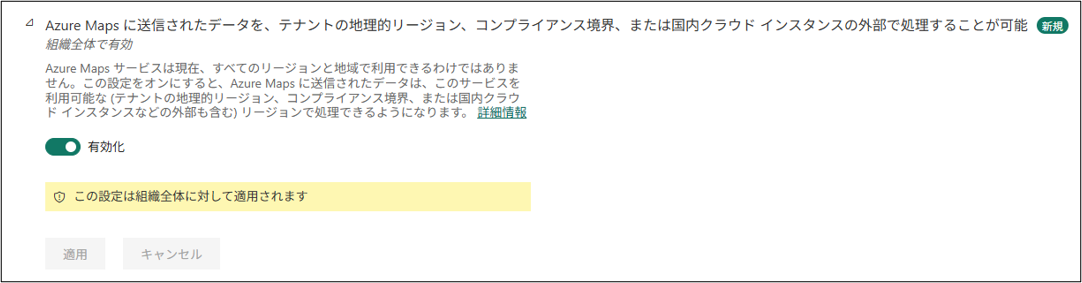 Azure Maps に送信されたデータを、テナントの地理的リージョン、コンプライアンス境界、または国内クラウド インスタンスの外部で処理することが可能 新規
組織全体で有効
Azure Maps サービスは現在、すべてのリージョンと地域で利用できるわけではありま
せん。この設定をオンにすると、Azure Maps に送信されたデータは、このサービスを
利用可能な (テナントの地理的リージョン、コンプライアンス境界、または国内クラウ
ド インスタンスなどの外部も含む) リージョンで処理できるようになります。 詳細情報
有効化
この設定は組織全体に対して適用されます
適用 キャンセル